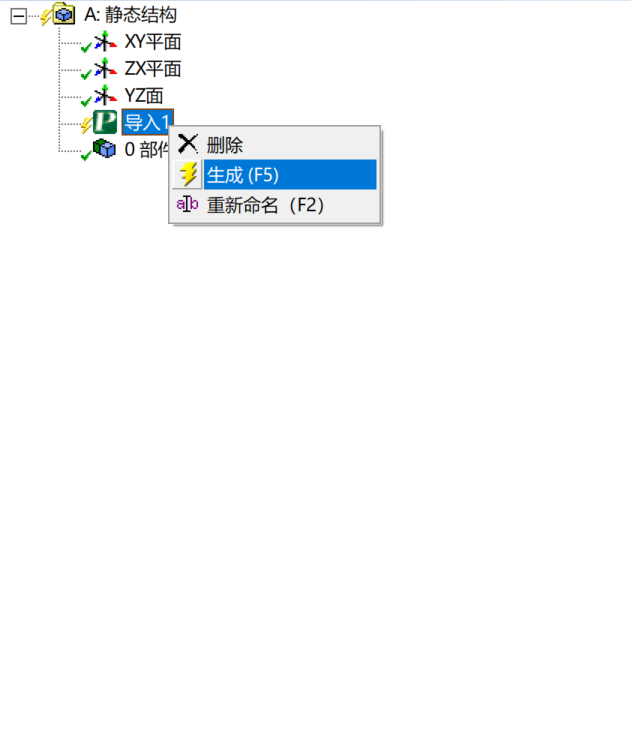 A: 静态结构
XY平面
ZX平面
YZ面
导入1
0 部件
删除
生成 (F5)
重新命名（F2）